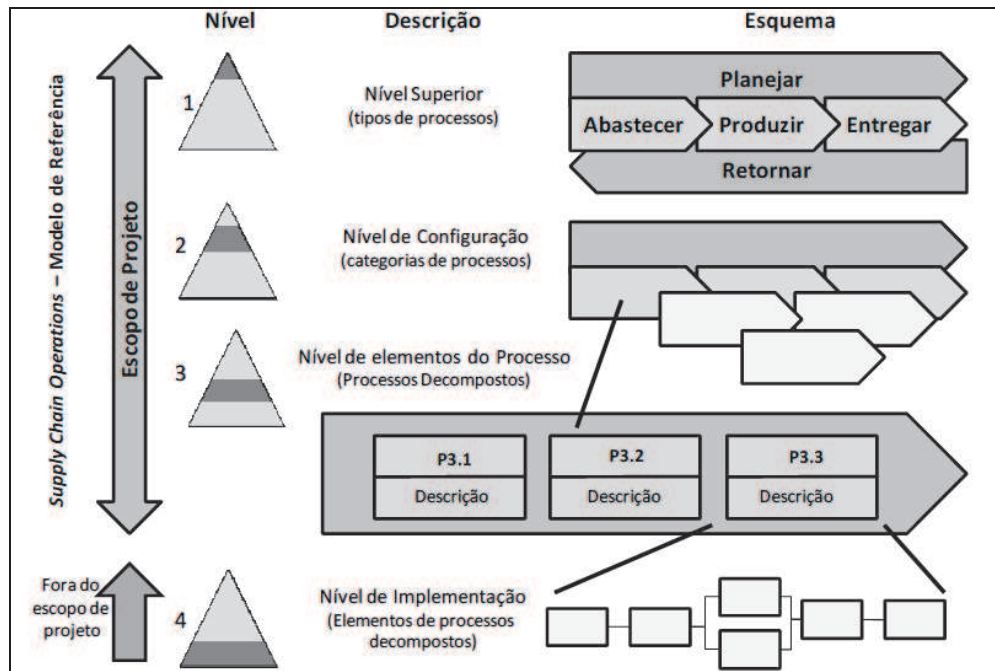 Nível
Descrição
Esquema
Supply Chain Operations – Modelo de Referência
Escopo de Projeto
1
Nível Superior
(tipos de processos)
Planejar
Abastecer
Produzir
Entregar
Retornar
2
Nível de Configuração
(categorias de processos)
3
Nível de elementos do Processo
(Processos Decompostos)
P3.1
Descrição
P3.2
Descrição
P3.3
Descrição
Fora do
escopo de
projeto
4
Nível de Implementação
(Elementos de processos
decompostos)